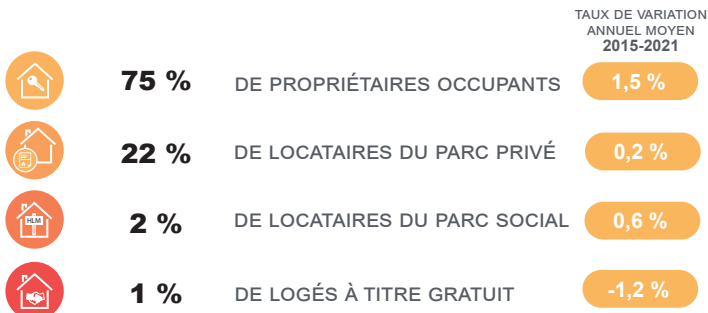 TAUX DE VARIATION
ANNUEL MOYEN
2015-2021
75 % DE PROPRIÉTAIRES OCCUPANTS 1,5 %
22 % DE LOCATAIRES DU PARC PRIVÉ 0,2 %
HLM 2 % DE LOCATAIRES DU PARC SOCIAL 0,6 %
1 % DE LOGÉS À TITRE GRATUIT -1,2 %